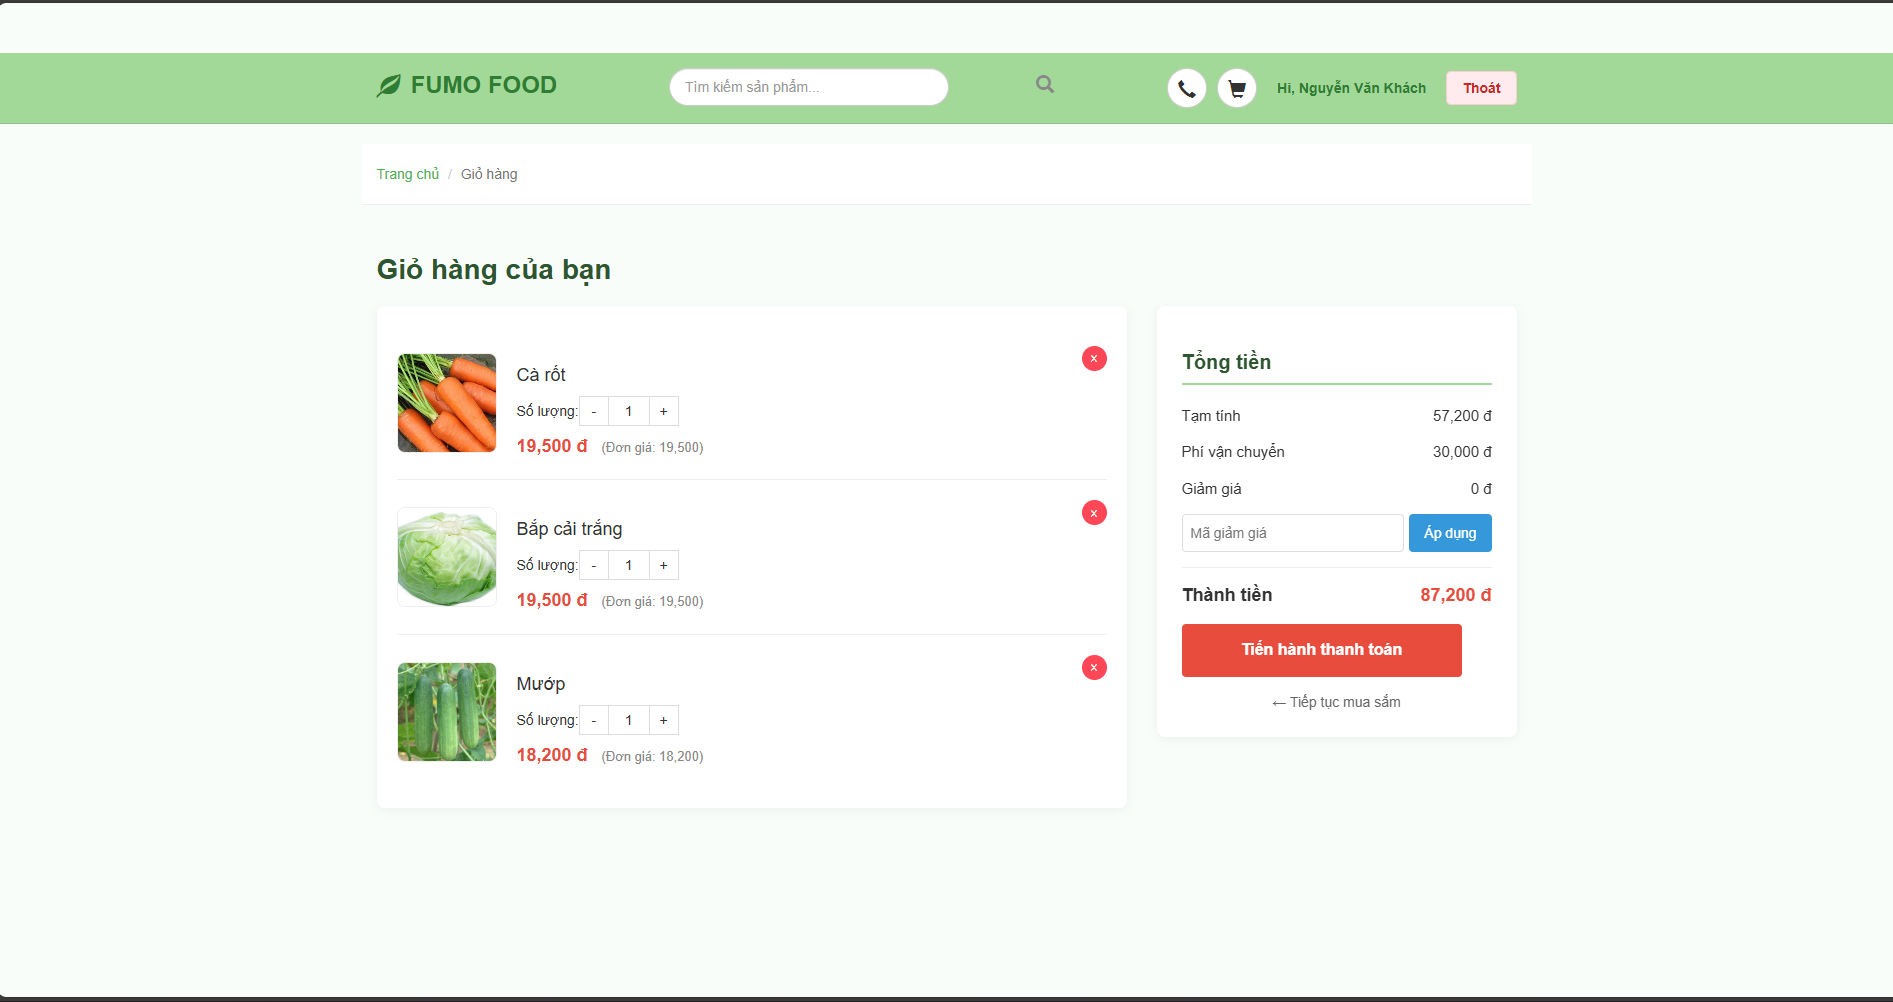 FUMO FOOD
Tìm kiếm sản phẩm...
Hi, Nguyễn Văn Khách
Thoát
Trang chủ / Giỏ hàng
Giỏ hàng của bạn
x
Cà rốt
Số lượng: - 1 +
19,500 đ (Đơn giá: 19,500)
x
Bắp cải trắng
Số lượng: - 1 +
19,500 đ (Đơn giá: 19,500)
x
Mướp
Số lượng: - 1 +
18,200 đ (Đơn giá: 18,200)
Tổng tiền
Tạm tính 57,200 đ
Phí vận chuyển 30,000 đ
Giảm giá 0 đ
Mã giảm giá Áp dụng
Thành tiền 87,200 đ
Tiến hành thanh toán
← Tiếp tục mua sắm